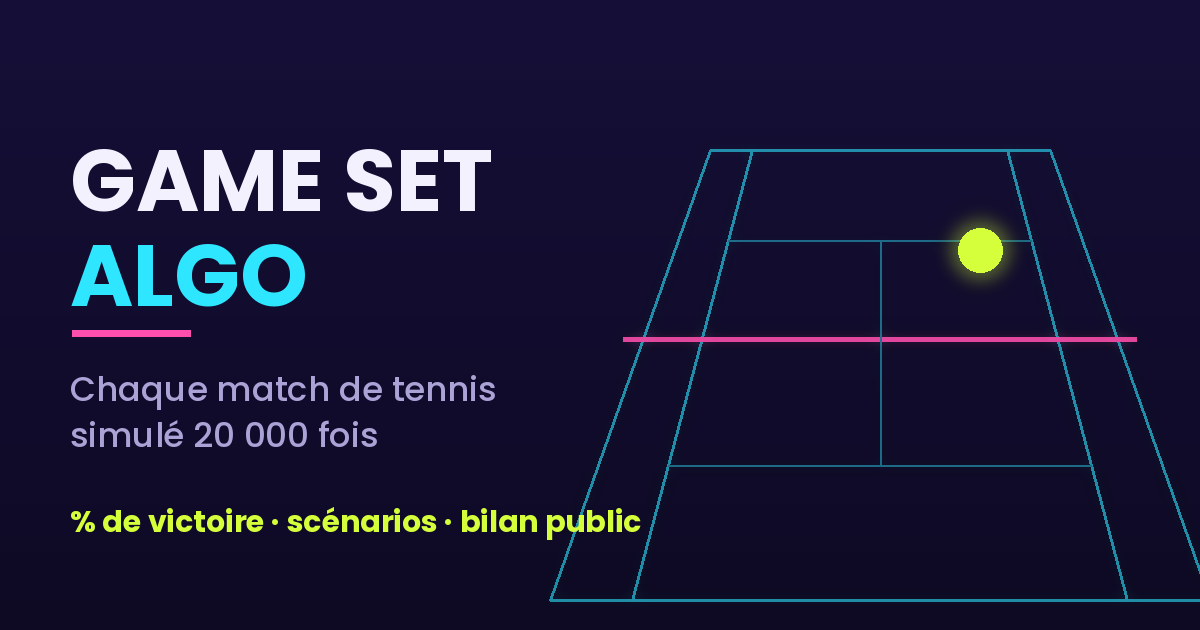 GAME SET
ALGO
Chaque match de tennis
simulé 20 000 fois
% de victoire · scénarios · bilan public